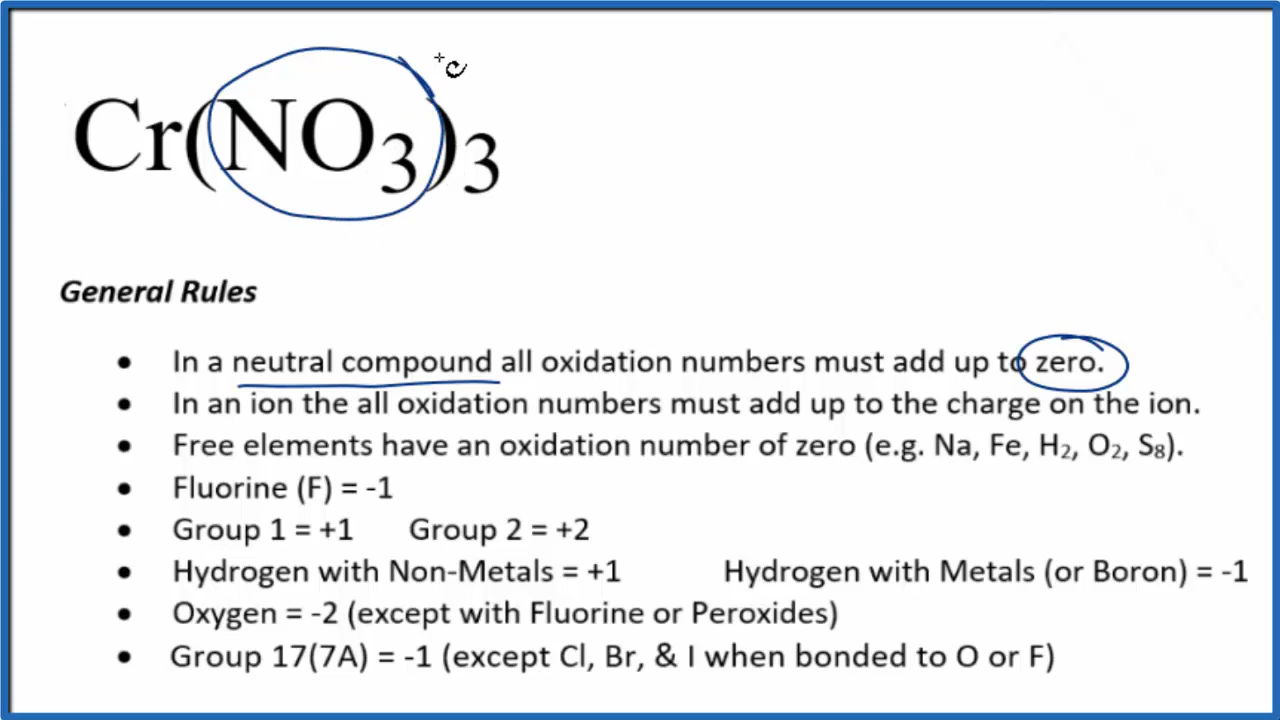 Cr(NO₃)₃
General Rules
• In a neutral compound all oxidation numbers must add up to zero.
• In an ion the all oxidation numbers must add up to the charge on the ion.
• Free elements have an oxidation number of zero (e.g. Na, Fe, H₂, O₂, S₈).
• Fluorine (F) = -1
• Group 1 = +1 Group 2 = +2
• Hydrogen with Non-Metals = +1 Hydrogen with Metals (or Boron) = -1
• Oxygen = -2 (except with Fluorine or Peroxides)
• Group 17(7A) = -1 (except Cl, Br, & I when bonded to O or F)